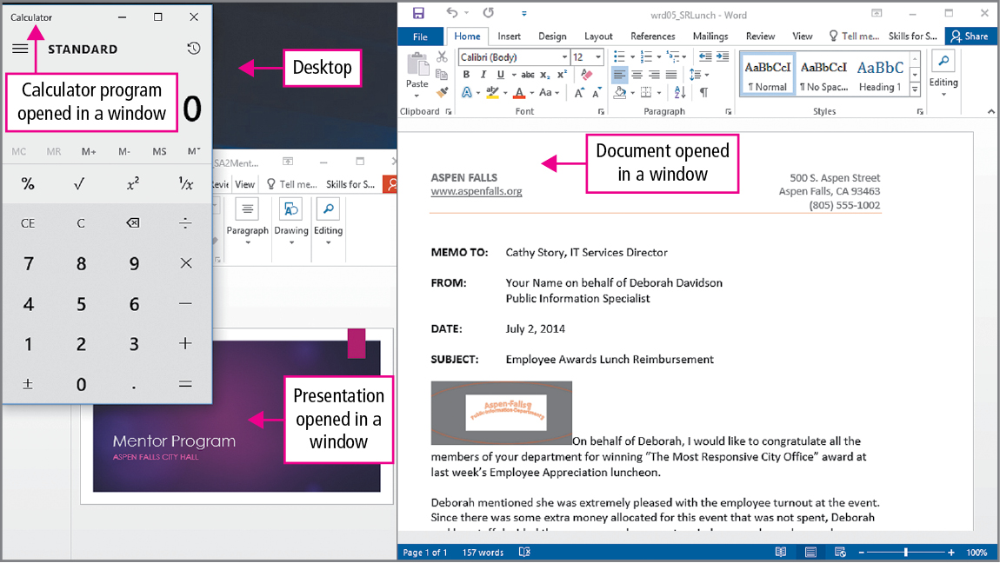 Calculator
STANDARD
Calculator program
opened in a window
0
MC MR M+ M- MS M˅
% √ x² ¹/x
CE C ⌫ ÷
7 8 9 ×
4 5 6 −
1 2 3 +
± 0 . =
Desktop
SA2Ment...
View Tell me... Skills for S...
Paragraph Drawing Editing
Mentor Program
ASPEN FALLS CITY HALL
Presentation
opened in a
window
wrd05_SRLunch - Word
File Home Insert Design Layout References Mailings Review View Tell me... Skills for S... Share
Calibri (Body) 12
Paste
B I U abc x₂ x²
A aby A Aa A A
AaBbCcI AaBbCcI AaBbC
¶ Normal ¶ No Spac... Heading 1
Editing
Clipboard Font Paragraph Styles
Document opened
in a window
ASPEN FALLS
www.aspenfalls.org
500 S. Aspen Street
Aspen Falls, CA 93463
(805) 555-1002
MEMO TO: Cathy Story, IT Services Director
FROM: Your Name on behalf of Deborah Davidson
Public Information Specialist
DATE: July 2, 2014
SUBJECT: Employee Awards Lunch Reimbursement
Aspen·Falls¶
Public·Information·Department§
On behalf of Deborah, I would like to congratulate all the
members of your department for winning “The Most Responsive City Office” award at
last week’s Employee Appreciation luncheon.
Deborah mentioned she was extremely pleased with the employee turnout at the event.
Since there was some extra money allocated for this event that was not spent, Deborah
Page 1 of 1 157 words 100%